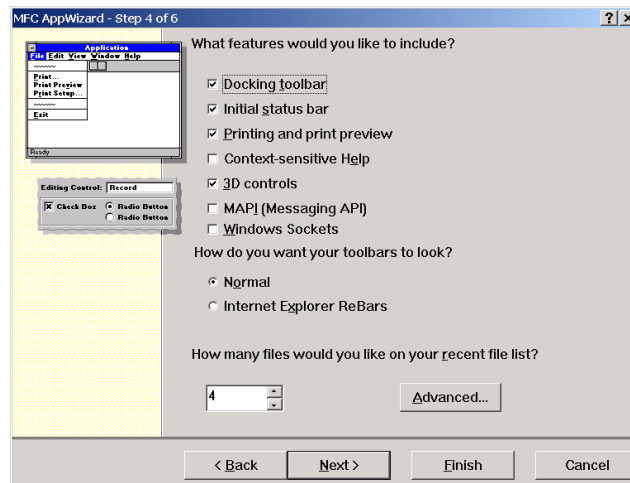 MFC AppWizard - Step 4 of 6
Application
File Edit View Window Help
Print...
Print Preview
Print Setup...
Exit
Ready
Editing Control: Record
Check Box Radio Button
Radio Button
What features would you like to include?
Docking toolbar
Initial status bar
Printing and print preview
Context-sensitive Help
3D controls
MAPI (Messaging API)
Windows Sockets
How do you want your toolbars to look?
Normal
Internet Explorer ReBars
How many files would you like on your recent file list?
4
Advanced...
< Back Next > Finish Cancel